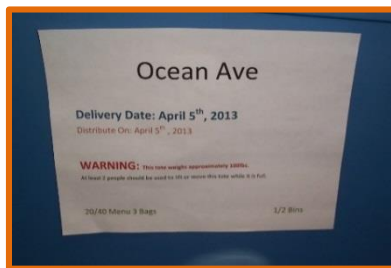 Ocean Ave
Delivery Date: April 5th, 2013
Distribute On: April 5th, 2013
WARNING: This tote weighs approximately 100lbs.
At least 2 people should be used to lift or move this tote while it is full.
20/40 Menu 3 Bags
1/2 Bins